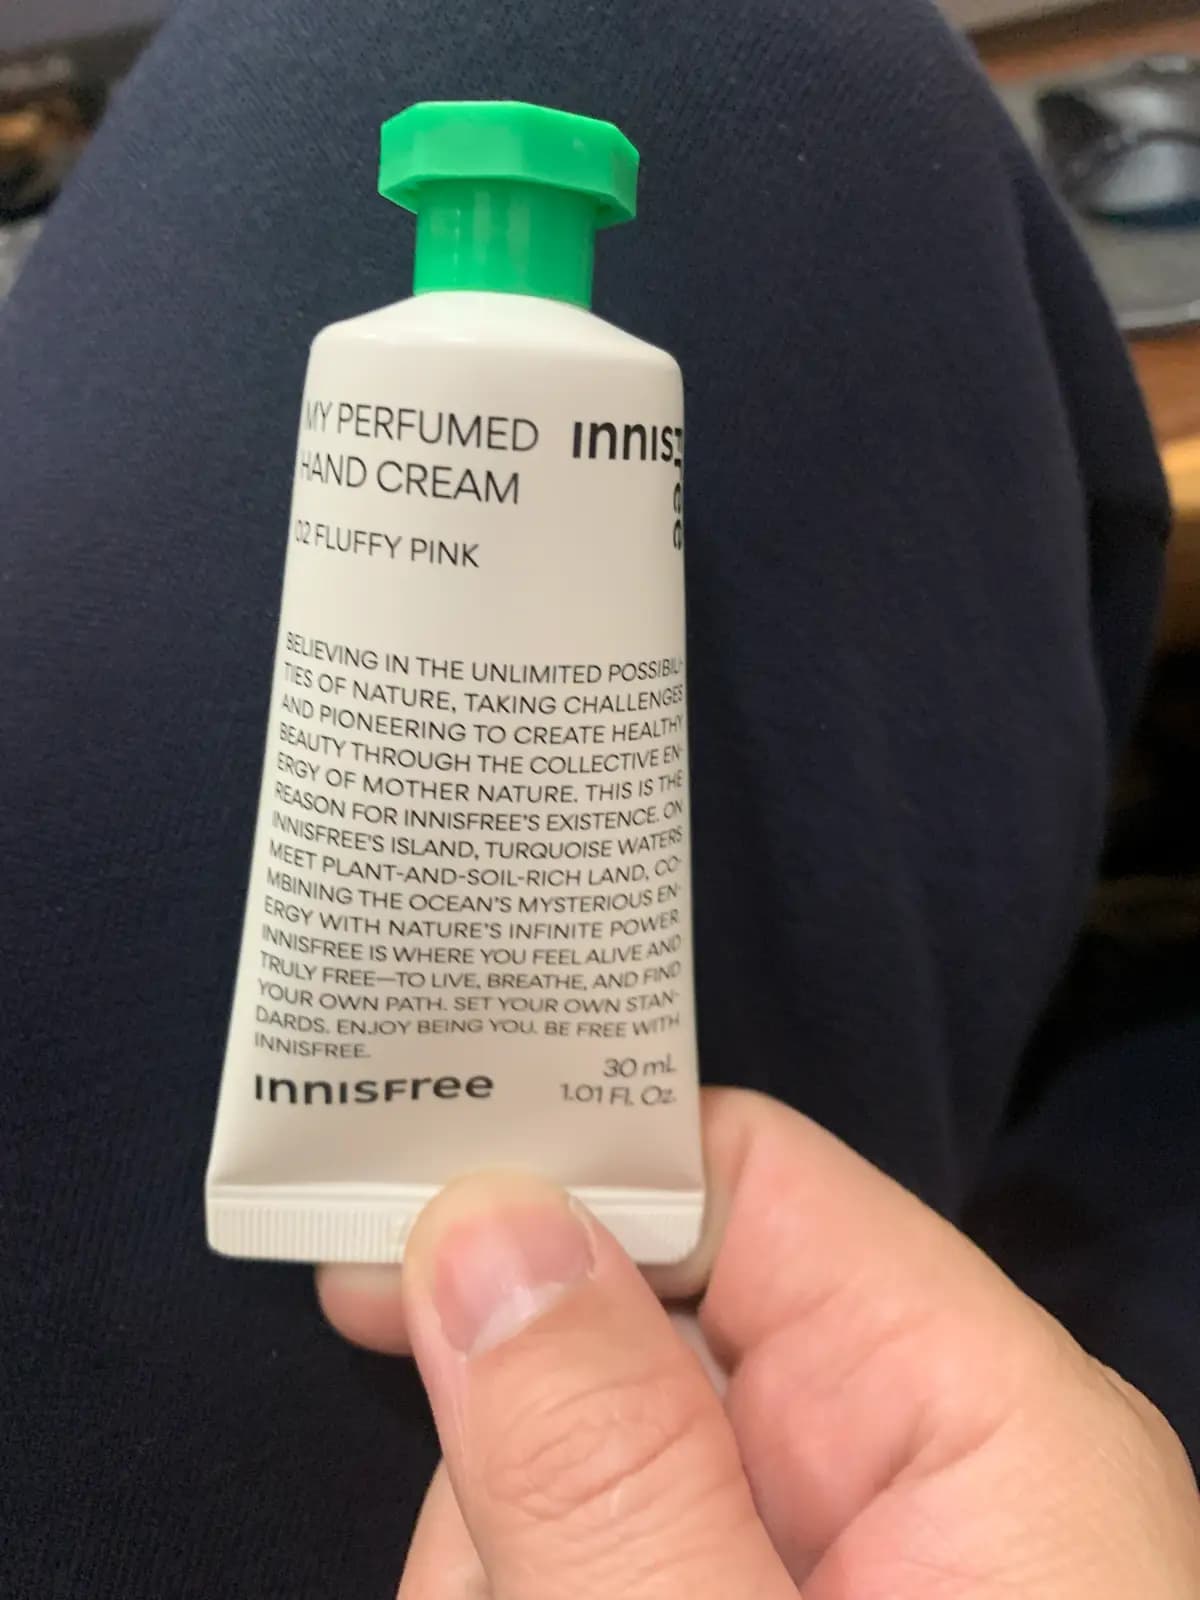 MY PERFUMED
HAND CREAM
INNISFree
02 FLUFFY PINK
BELIEVING IN THE UNLIMITED POSSIBILI-
TIES OF NATURE, TAKING CHALLENGES
AND PIONEERING TO CREATE HEALTHY
BEAUTY THROUGH THE COLLECTIVE EN-
ERGY OF MOTHER NATURE. THIS IS THE
REASON FOR INNISFREE'S EXISTENCE. ON
INNISFREE'S ISLAND, TURQUOISE WATERS
MEET PLANT-AND-SOIL-RICH LAND, CO-
MBINING THE OCEAN'S MYSTERIOUS EN-
ERGY WITH NATURE'S INFINITE POWER.
INNISFREE IS WHERE YOU FEEL ALIVE AND
TRULY FREE—TO LIVE, BREATHE, AND FIND
YOUR OWN PATH. SET YOUR OWN STAN-
DARDS. ENJOY BEING YOU. BE FREE WITH
INNISFREE.
INNISFree
30 mL
1.01 Fl. Oz.